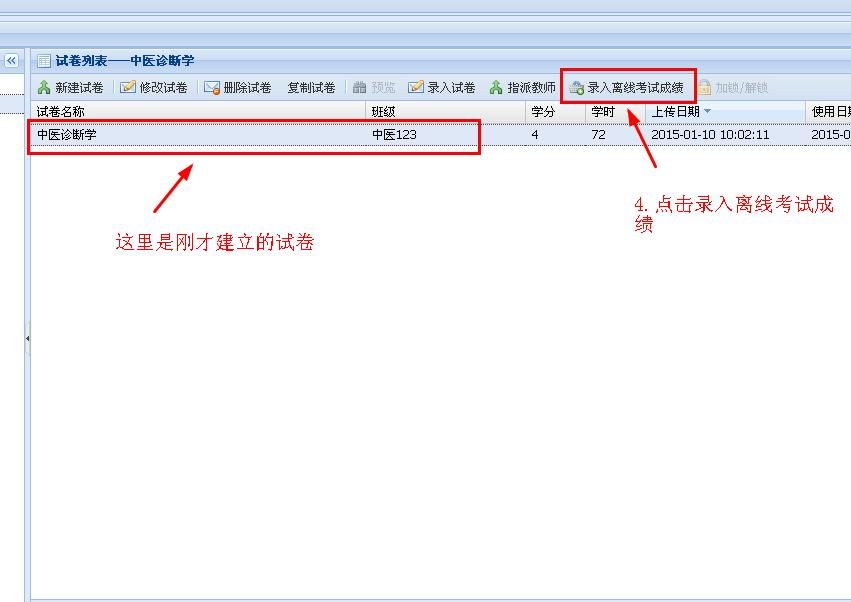 试卷列表——中医诊断学
新建试卷 修改试卷 删除试卷 复制试卷 预览 录入试卷 指派教师 录入离线考试成绩 加锁/解锁
试卷名称 班级 学分 学时 上传日期 使用日期
中医诊断学 中医123 4 72 2015-01-10 10:02:11 2015-0
4. 点击录入离线考试成
绩
这里是刚才建立的试卷